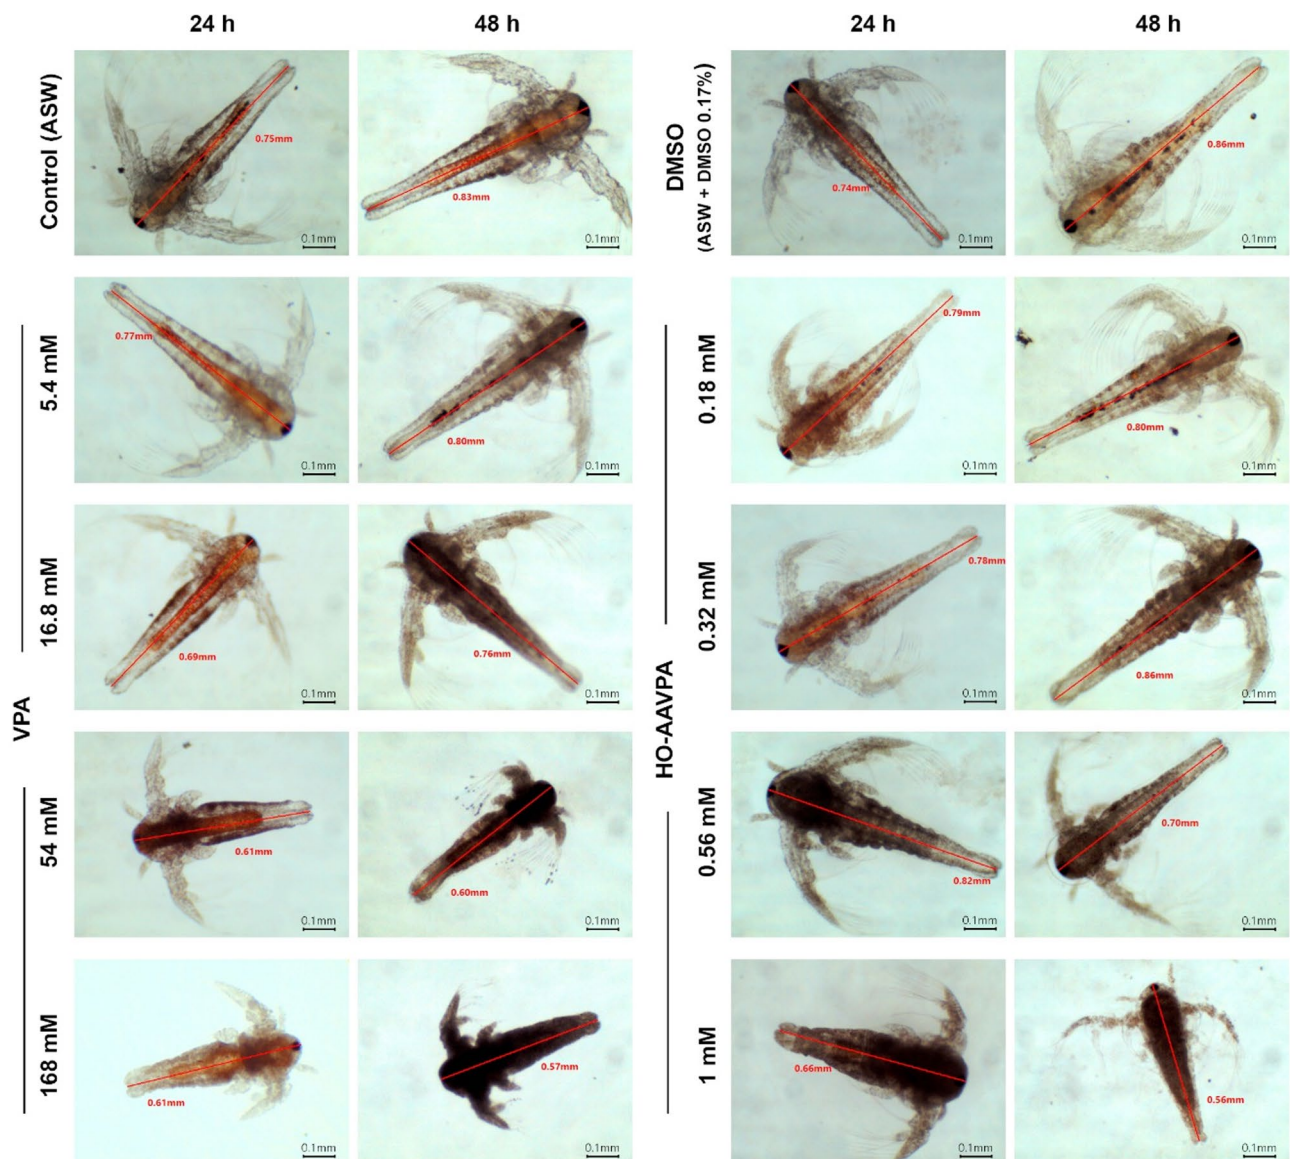 24 h
48 h
24 h
48 h
Control (ASW)
0.75mm
0.1mm
0.83mm
0.1mm
DMSO
(ASW + DMSO 0.17%)
0.74mm
0.1mm
0.86mm
0.1mm
VPA
5.4 mM
0.77mm
0.1mm
0.80mm
0.1mm
HO-AAVPA
0.18 mM
0.79mm
0.1mm
0.80mm
0.1mm
16.8 mM
0.69mm
0.1mm
0.76mm
0.1mm
0.32 mM
0.78mm
0.1mm
0.86mm
0.1mm
54 mM
0.61mm
0.1mm
0.60mm
0.1mm
0.56 mM
0.82mm
0.1mm
0.70mm
0.1mm
168 mM
0.61mm
0.1mm
0.57mm
0.1mm
1 mM
0.66mm
0.1mm
0.56mm
0.1mm